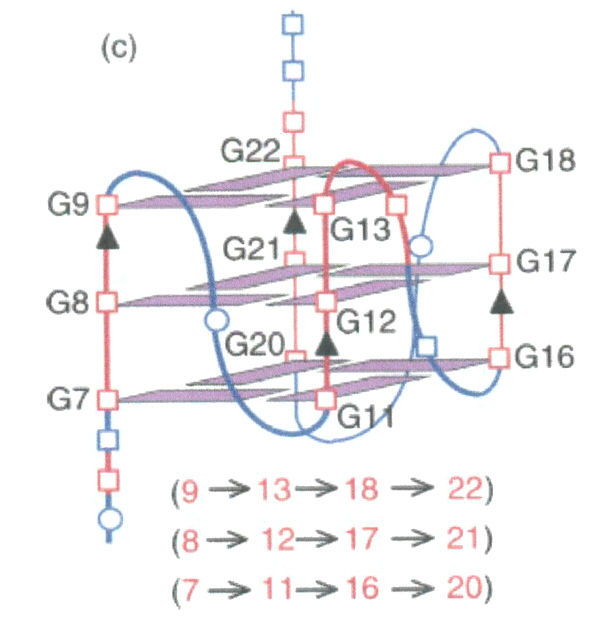 (c)
G22
G18
G9
G13
G21
G17
G8
G12
G20
G16
G7
G11
(9 → 13 → 18 → 22)
(8 → 12 → 17 → 21)
(7 → 11 → 16 → 20)